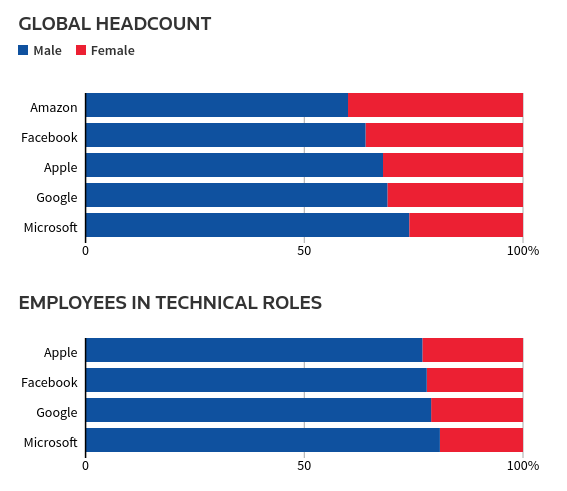 GLOBAL HEADCOUNT
Male Female
Amazon
Facebook
Apple
Google
Microsoft
0 50 100%
EMPLOYEES IN TECHNICAL ROLES
Apple
Facebook
Google
Microsoft
0 50 100%